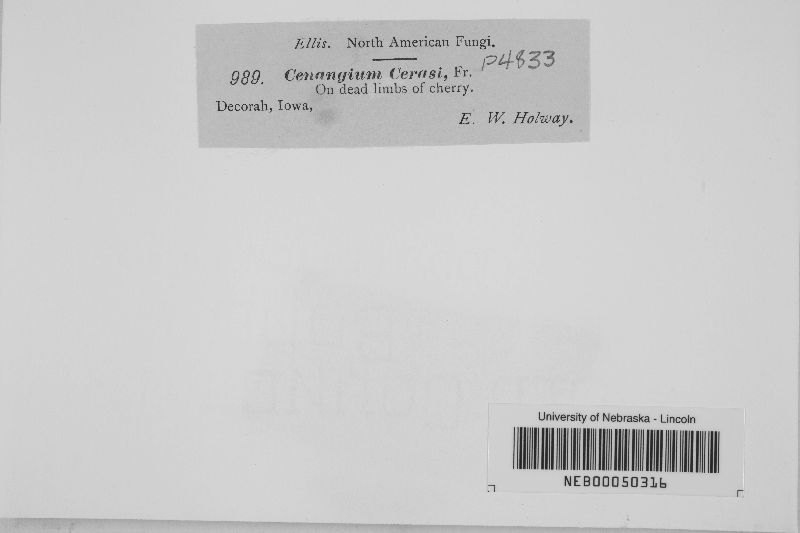 Ellis. North American Fungi.
989. Cenangium Cerasi, Fr. P4833
On dead limbs of cherry.
Decorah, Iowa,
E. W. Holway.
University of Nebraska - Lincoln
NEB00050316